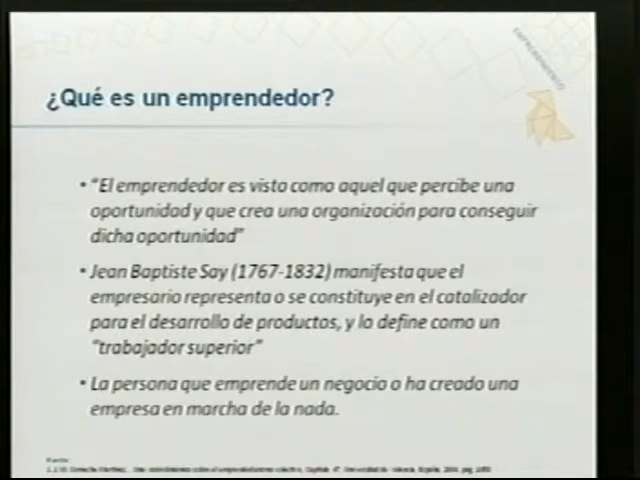 EMPRENDIMIENTO
¿Qué es un emprendedor?
• "El emprendedor es visto como aquel que percibe una
oportunidad y que crea una organización para conseguir
dicha oportunidad"
• Jean Baptiste Say (1767-1832) manifiesta que el
empresario representa o se constituye en el catalizador
para el desarrollo de productos, y lo define como un
"trabajador superior"
• La persona que emprende un negocio o ha creado una
empresa en marcha de la nada.